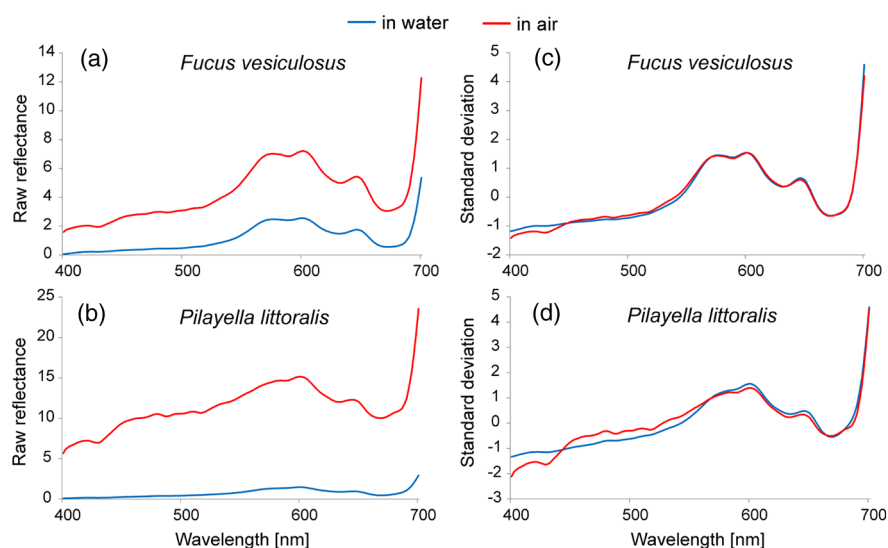 in water in air
(a) Fucus vesiculosus
Raw reflectance
14
12
10
8
6
4
2
0
400 500 600 700
(c) Fucus vesiculosus
Standard deviation
5
4
3
2
1
0
-1
-2
400 500 600 700
(b) Pilayella littoralis
Raw reflectance
25
20
15
10
5
0
400 500 600 700
Wavelength [nm]
(d) Pilayella littoralis
Standard deviation
5
4
3
2
1
0
-1
-2
-3
400 500 600 700
Wavelength [nm]